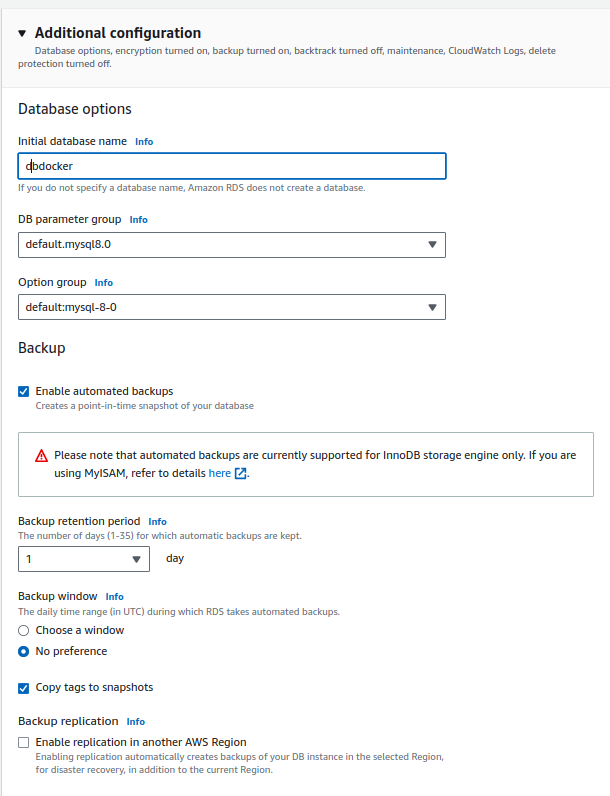 Additional configuration
Database options, encryption turned on, backup turned on, backtrack turned off, maintenance, CloudWatch Logs, delete
protection turned off.
Database options
Initial database name Info
dbdocker
If you do not specify a database name, Amazon RDS does not create a database.
DB parameter group Info
default.mysql8.0
Option group Info
default:mysql-8-0
Backup
Enable automated backups
Creates a point-in-time snapshot of your database
Please note that automated backups are currently supported for InnoDB storage engine only. If you are
using MyISAM, refer to details here.
Backup retention period Info
The number of days (1-35) for which automatic backups are kept.
1 day
Backup window Info
The daily time range (in UTC) during which RDS takes automated backups.
Choose a window
No preference
Copy tags to snapshots
Backup replication Info
Enable replication in another AWS Region
Enabling replication automatically creates backups of your DB instance in the selected Region,
for disaster recovery, in addition to the current Region.